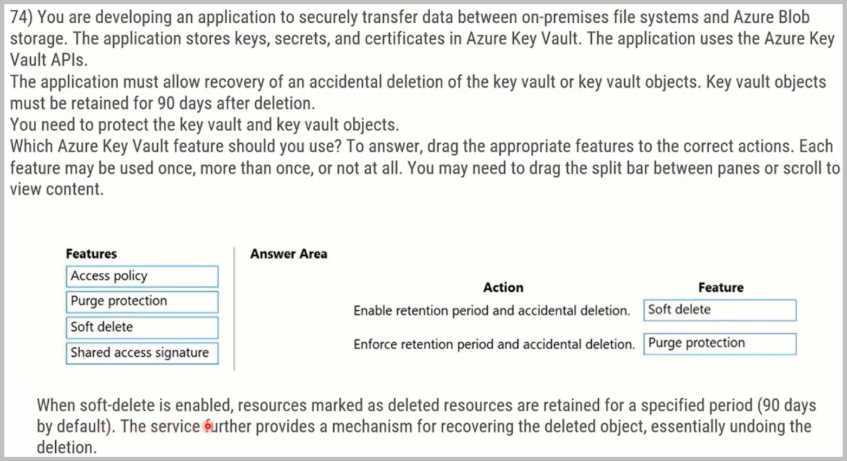 74) You are developing an application to securely transfer data between on-premises file systems and Azure Blob
storage. The application stores keys, secrets, and certificates in Azure Key Vault. The application uses the Azure Key
Vault APIs.
The application must allow recovery of an accidental deletion of the key vault or key vault objects. Key vault objects
must be retained for 90 days after deletion.
You need to protect the key vault and key vault objects.
Which Azure Key Vault feature should you use? To answer, drag the appropriate features to the correct actions. Each
feature may be used once, more than once, or not at all. You may need to drag the split bar between panes or scroll to
view content.
Features
Access policy
Purge protection
Soft delete
Shared access signature
Answer Area
Action Feature
Enable retention period and accidental deletion. Soft delete
Enforce retention period and accidental deletion. Purge protection
When soft-delete is enabled, resources marked as deleted resources are retained for a specified period (90 days
by default). The service further provides a mechanism for recovering the deleted object, essentially undoing the
deletion.